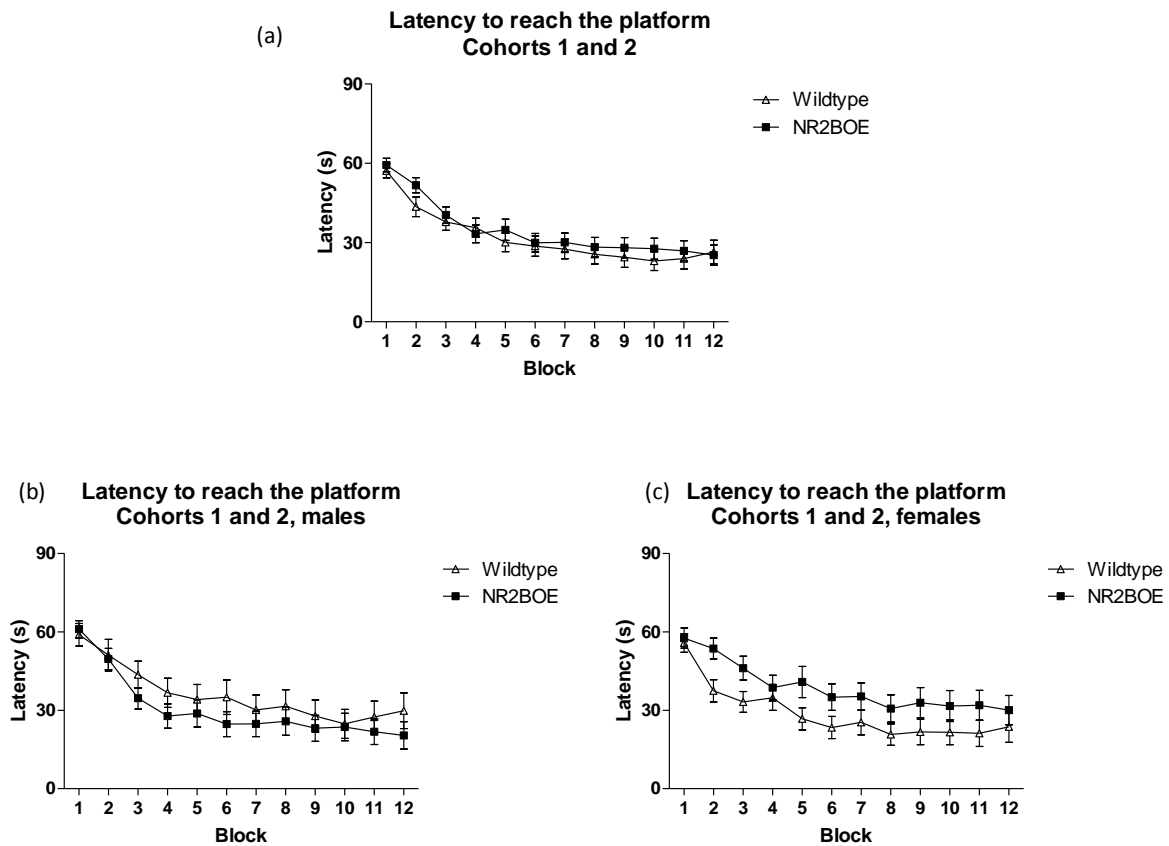 (a)
Latency to reach the platform
Cohorts 1 and 2
Wildtype
NR2BOE
90
60
30
0
Latency (s)
1 2 3 4 5 6 7 8 9 10 11 12
Block
(b)
Latency to reach the platform
Cohorts 1 and 2, males
Wildtype
NR2BOE
90
60
30
0
Latency (s)
1 2 3 4 5 6 7 8 9 10 11 12
Block
(c)
Latency to reach the platform
Cohorts 1 and 2, females
Wildtype
NR2BOE
90
60
30
0
Latency (s)
1 2 3 4 5 6 7 8 9 10 11 12
Block